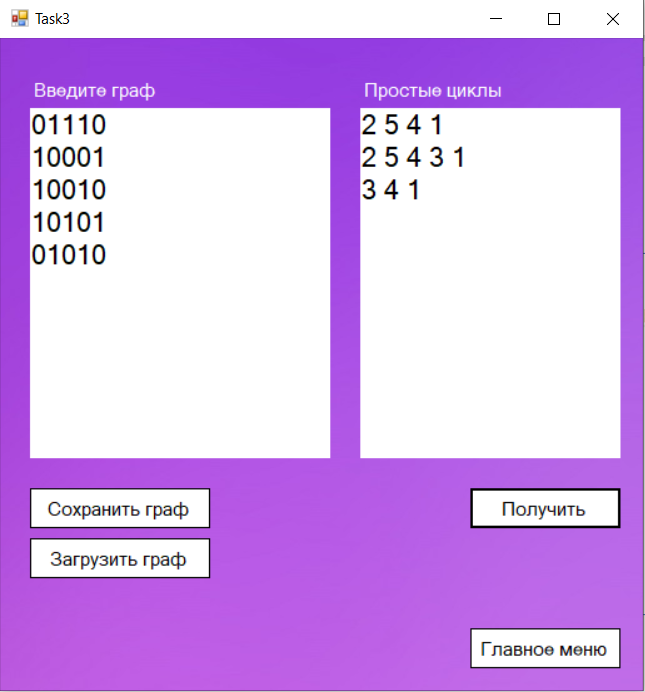 Task3
Введите граф
01110
10001
10010
10101
01010
Простые циклы
2 5 4 1
2 5 4 3 1
3 4 1
Сохранить граф
Загрузить граф
Получить
Главное меню